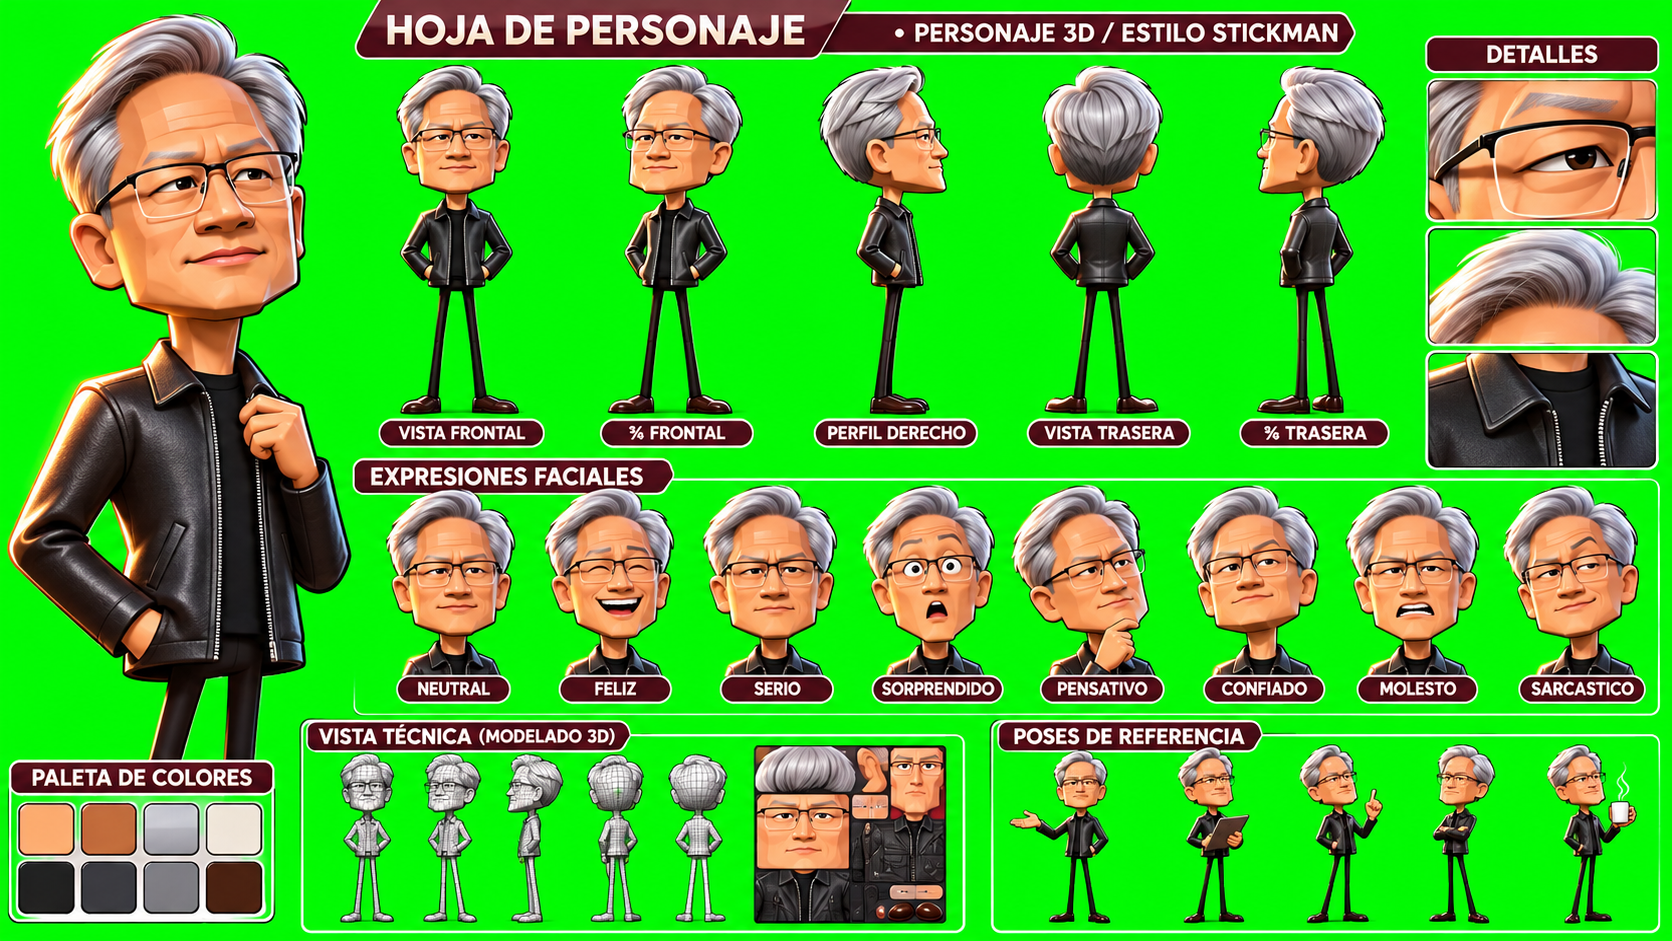 HOJA DE PERSONAJE
• PERSONAJE 3D / ESTILO STICKMAN
DETALLES
VISTA FRONTAL
¾ FRONTAL
PERFIL DERECHO
VISTA TRASERA
¾ TRASERA
EXPRESIONES FACIALES
NEUTRAL
FELIZ
SERIO
SORPRENDIDO
PENSATIVO
CONFIADO
MOLESTO
SARCASTICO
VISTA TÉCNICA (MODELADO 3D)
POSES DE REFERENCIA
PALETA DE COLORES